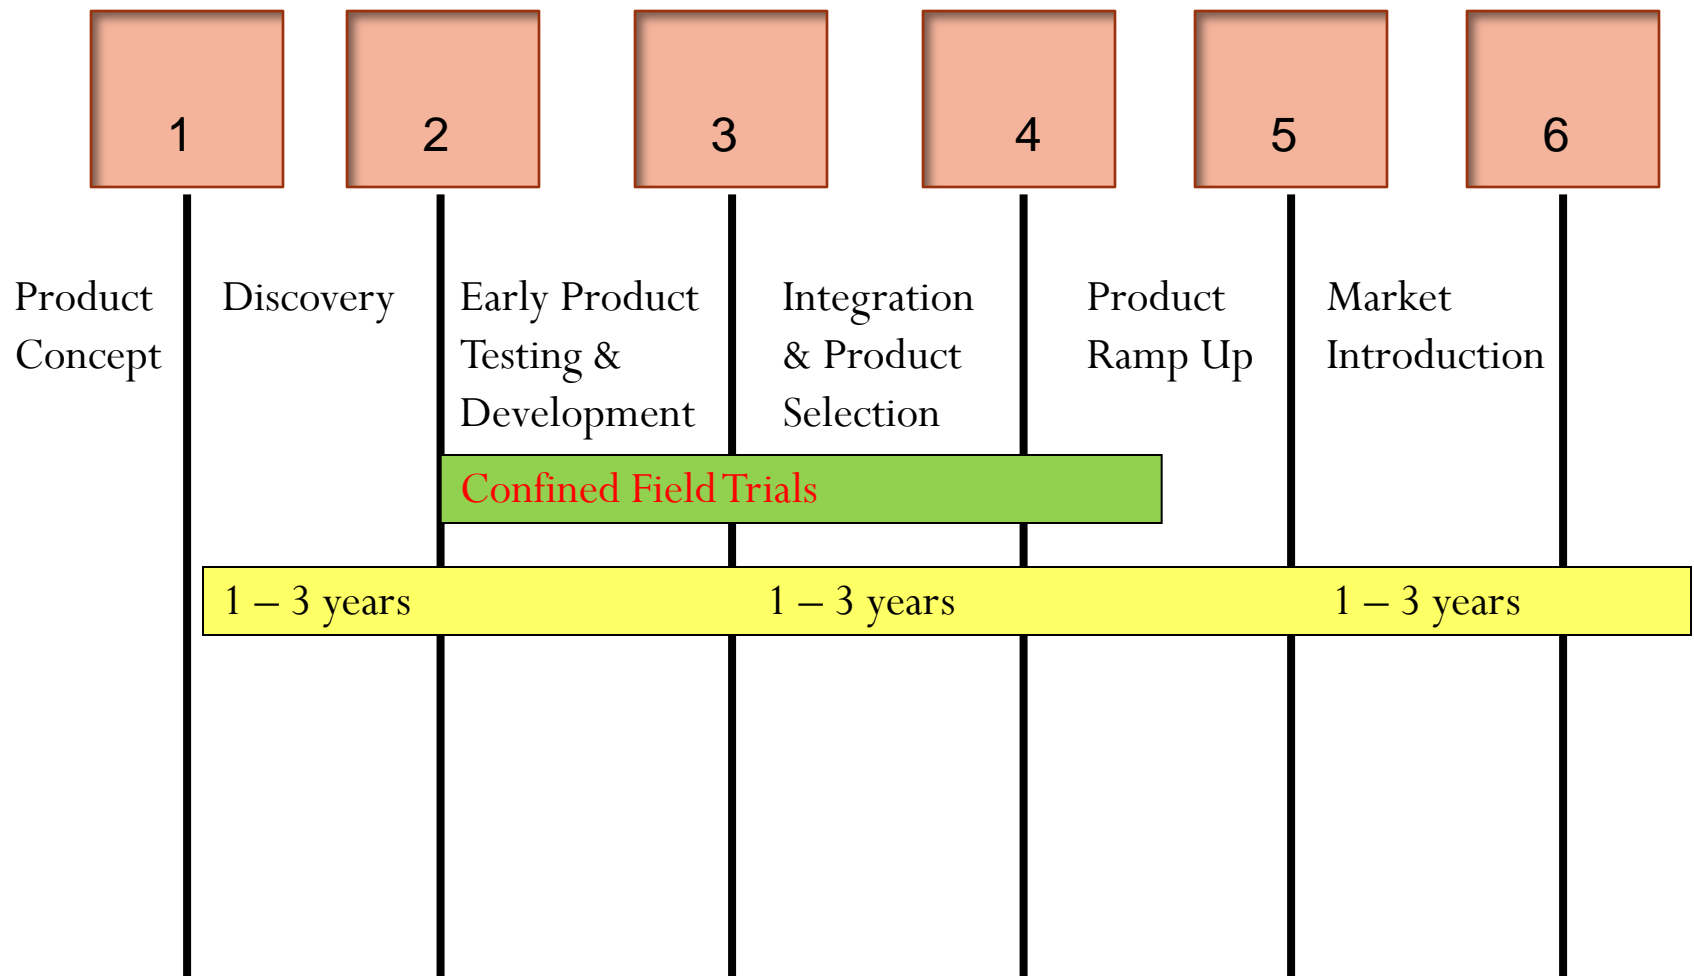 1 2 3 4 5 6
Product Concept
Discovery
Early Product
Testing &
Development
Integration
& Product
Selection
Product
Ramp Up
Market
Introduction
Confined Field Trials
1 – 3 years 1 – 3 years 1 – 3 years